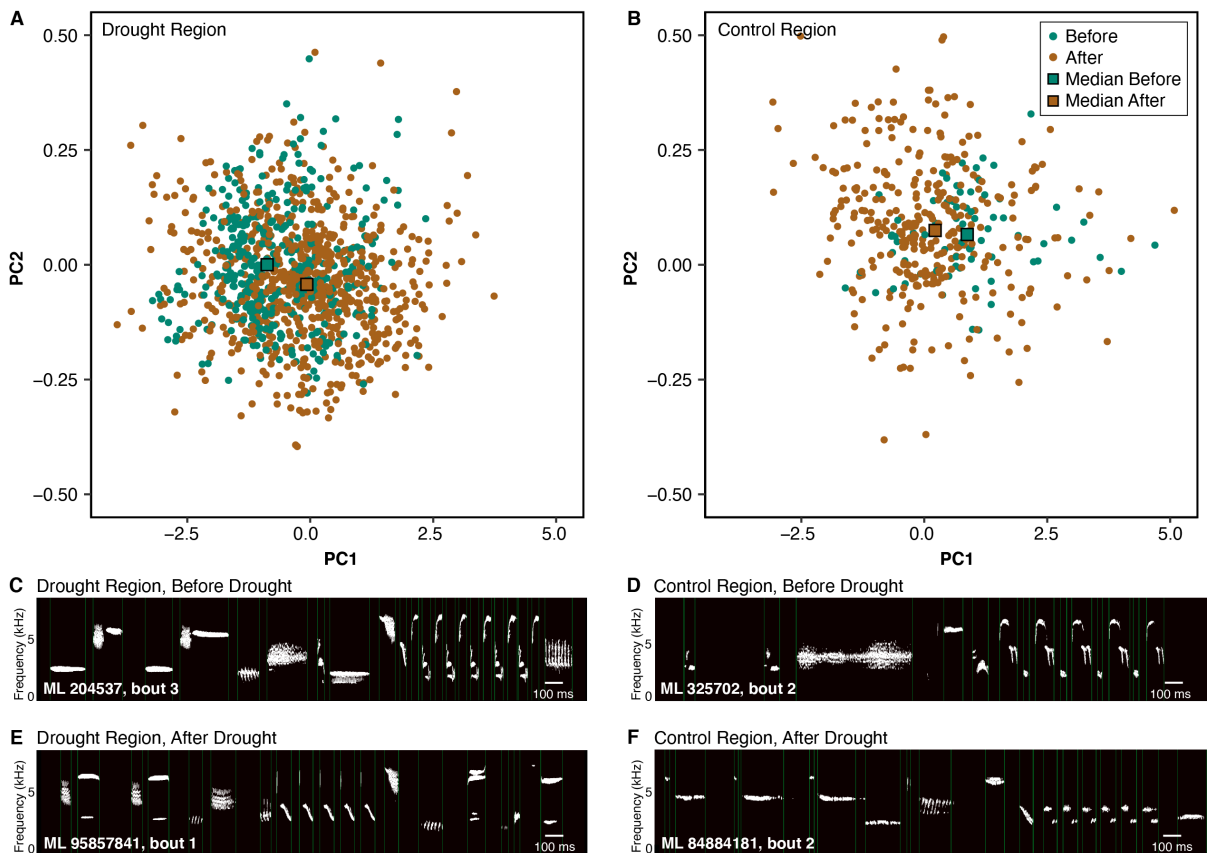 A
Drought Region
0.50
0.25
0.00
−0.25
−0.50
PC2
−2.5
0.0
2.5
5.0
PC1
B
Control Region
Before
After
Median Before
Median After
0.50
0.25
0.00
−0.25
−0.50
PC2
−2.5
0.0
2.5
5.0
PC1
C Drought Region, Before Drought
Frequency (kHz)
5
0
ML 204537, bout 3
100 ms
D Control Region, Before Drought
Frequency (kHz)
5
0
ML 325702, bout 2
100 ms
E Drought Region, After Drought
Frequency (kHz)
5
0
ML 95857841, bout 1
100 ms
F Control Region, After Drought
Frequency (kHz)
5
0
ML 84884181, bout 2
100 ms